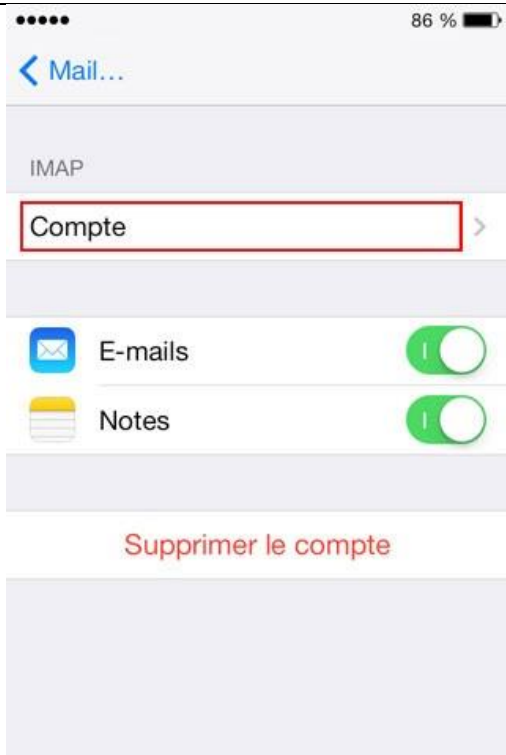 86 %
Mail...
IMAP
Compte
E-mails
Notes
Supprimer le compte